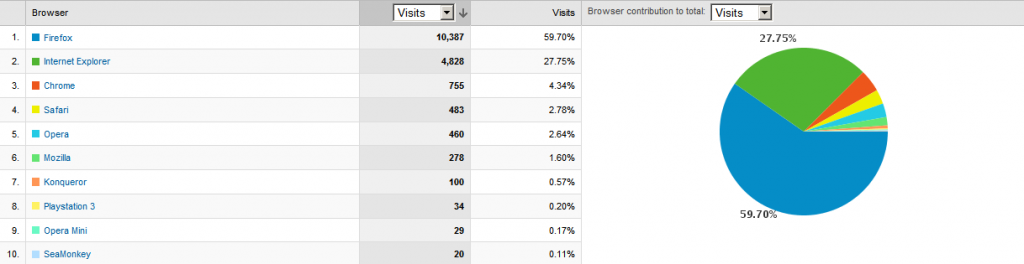 Browser Visits Visits Browser contribution to total: Visits
1. Firefox 10,387 59.70%
2. Internet Explorer 4,828 27.75%
3. Chrome 755 4.34%
4. Safari 483 2.78%
5. Opera 460 2.64%
6. Mozilla 278 1.60%
7. Konqueror 100 0.57%
8. Playstation 3 34 0.20%
9. Opera Mini 29 0.17%
10. SeaMonkey 20 0.11%
27.75%
59.70%